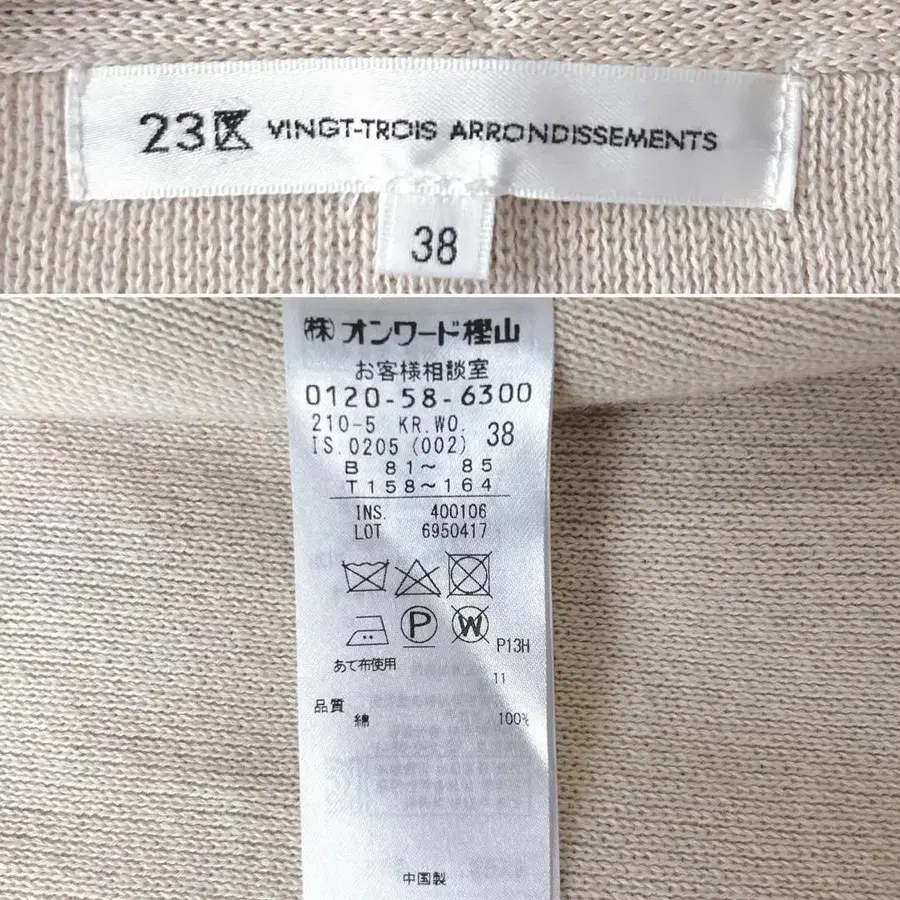 23区 VINGT-TROIS ARRONDISSEMENTS
38
㈱オンワード樫山
お客様相談室
0120-58-6300
210-5 KR.WO.
IS.0205 (002) 38
B 81～ 85
T158～164
INS. 400106
LOT 6950417
P
W
P13H
あて布使用
11
品質
綿 100%
中国製